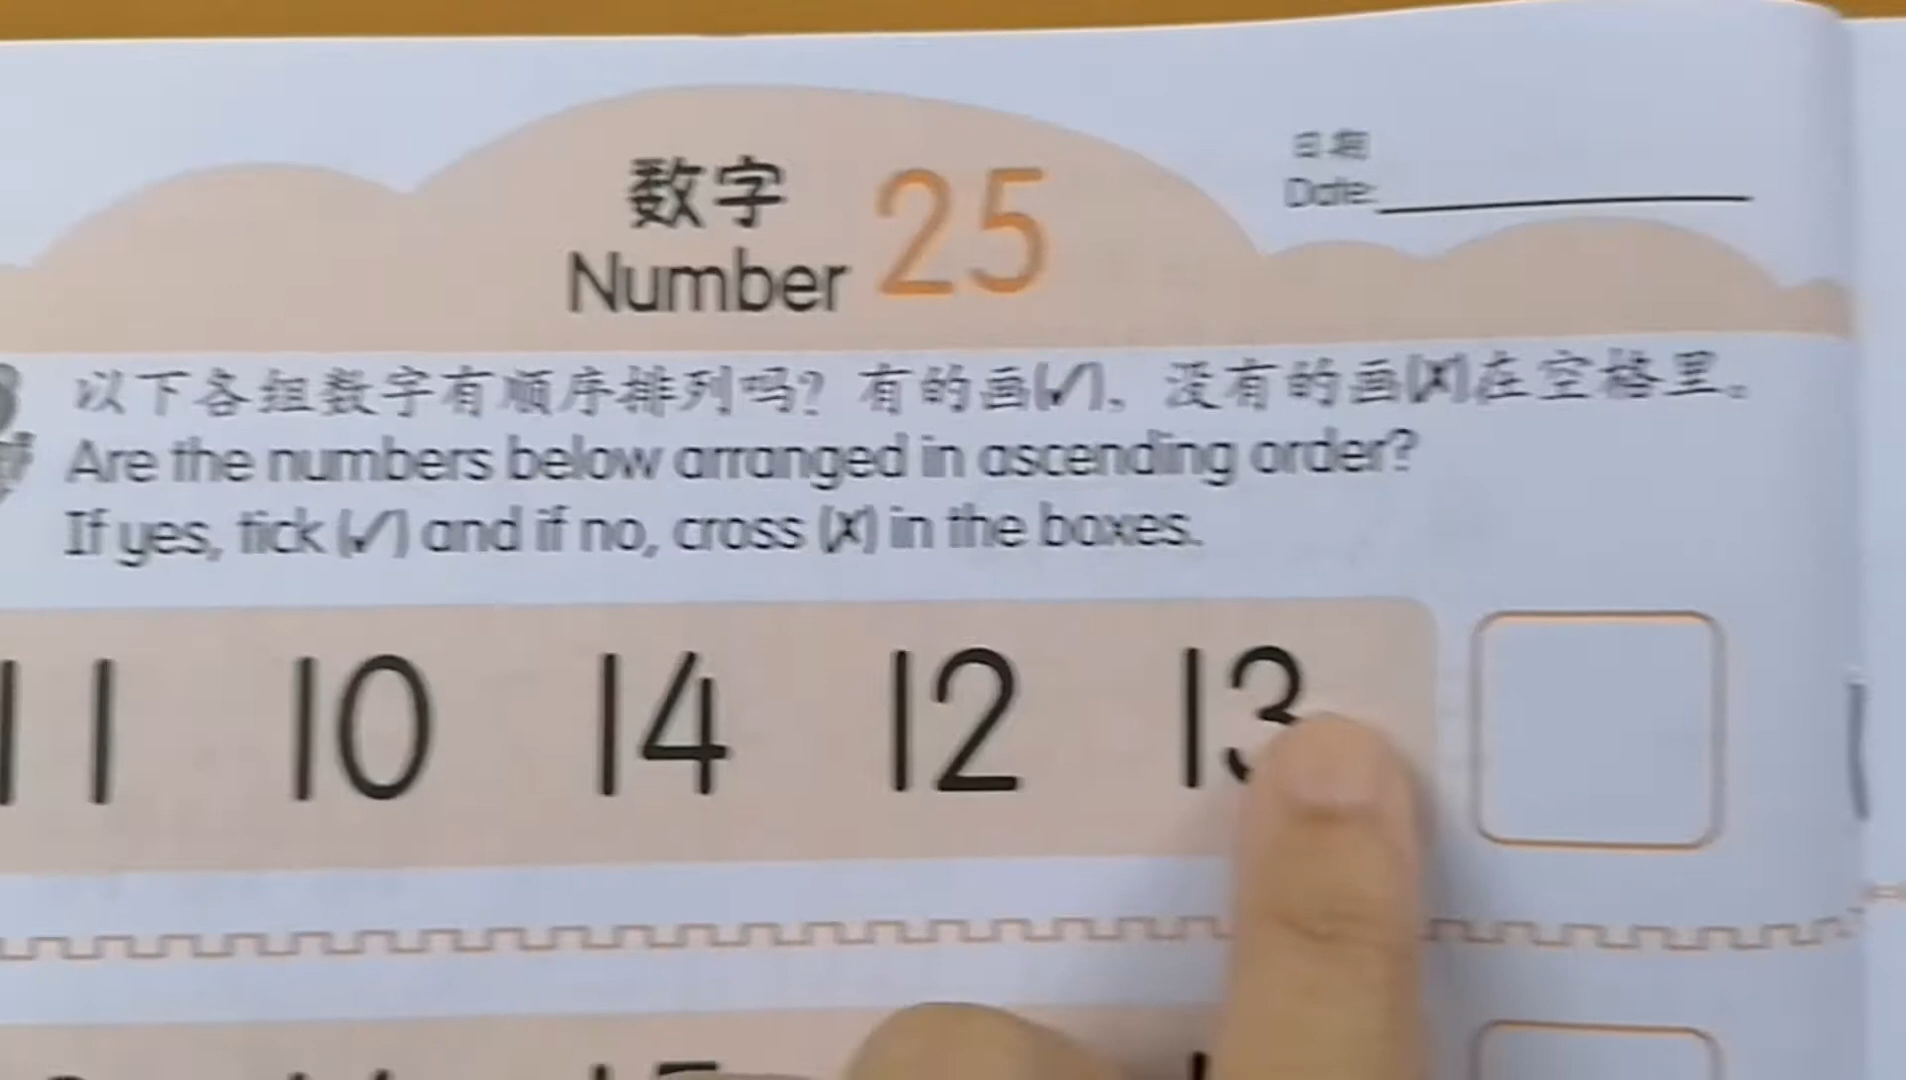 数字
Number 25
日期
Date:
以下各组数字有顺序排列吗？有的画(✓)，没有的画(X)在空格里。
Are the numbers below arranged in ascending order?
If yes, tick (✓) and if no, cross (X) in the boxes.
11 10 14 12 13